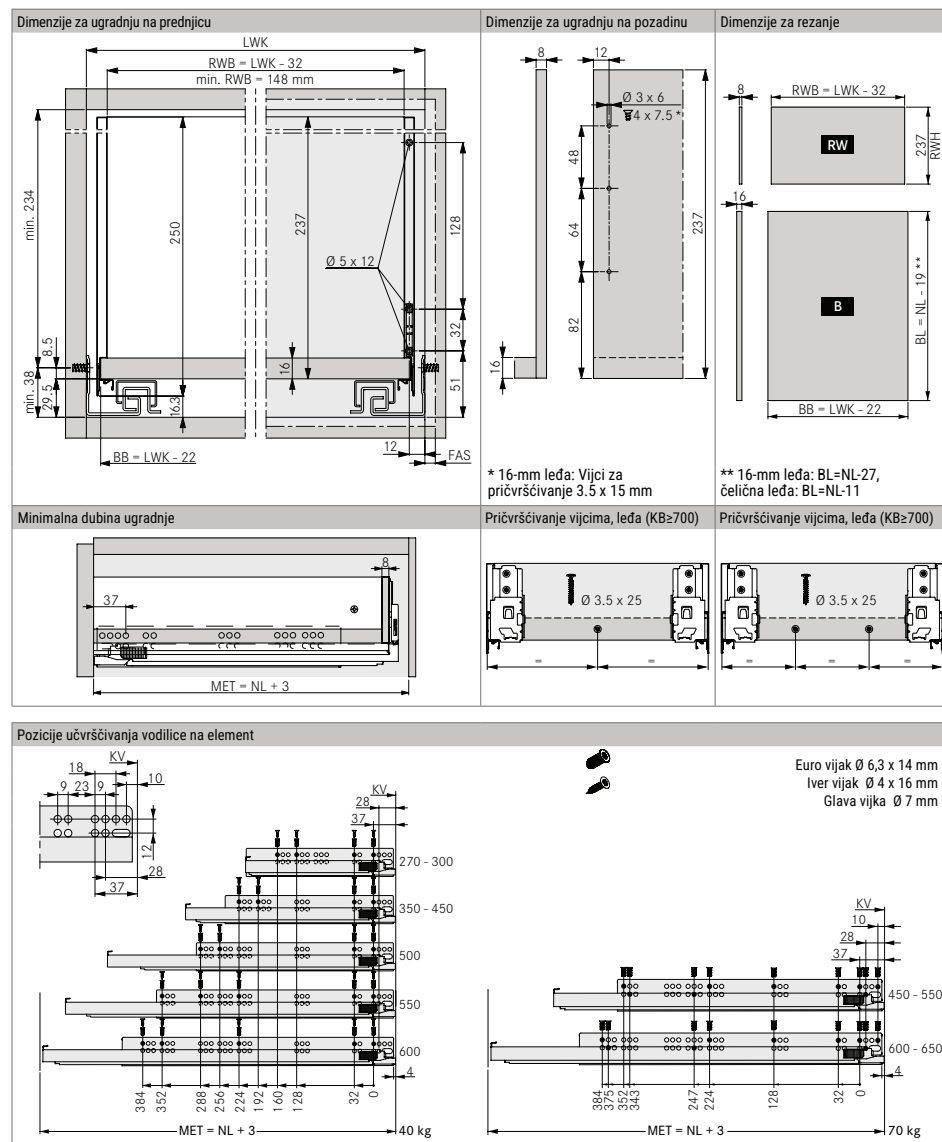 Dimenzije za ugradnju na prednjicu
LWK
RWB = LWK - 32
min. RWB = 148 mm
min. 234
250
237
128
Ø 5 x 12
32
8.5
min. 38
29.5
16
16.3
51
12
BB = LWK - 22
FAS
Dimenzije za ugradnju na pozadinu
8
12
Ø 3 x 6
4 x 7.5 *
48
64
237
82
16
* 16-mm leđa: Vijci za
pričvršćivanje 3.5 x 15 mm
Dimenzije za rezanje
8
RWB = LWK - 32
RW
237
RWH
16
B
BL = NL - 19 **
BB = LWK - 22
** 16-mm leđa: BL=NL-27,
čelična leđa: BL=NL-11
Minimalna dubina ugradnje
8
37
MET = NL + 3
Pričvršćivanje vijcima, leđa (KB≥700)
Ø 3.5 x 25
= =
Pričvršćivanje vijcima, leđa (KB≥700)
Ø 3.5 x 25
= = =
Pozicije učvrščivanja vodilice na element
KV
18
10
9 23 9
12
28
37
KV
28
37
270 - 300
350 - 450
500
550
600
4
384 352 288 256 224 192 160 128 32 0
MET = NL + 3
40 kg
Euro vijak Ø 6,3 x 14 mm
Iver vijak Ø 4 x 16 mm
Glava vijka Ø 7 mm
KV
10
28
37
450 - 550
600 - 650
4
384 375 352 343 247 224 128 32 0
MET = NL + 3
70 kg